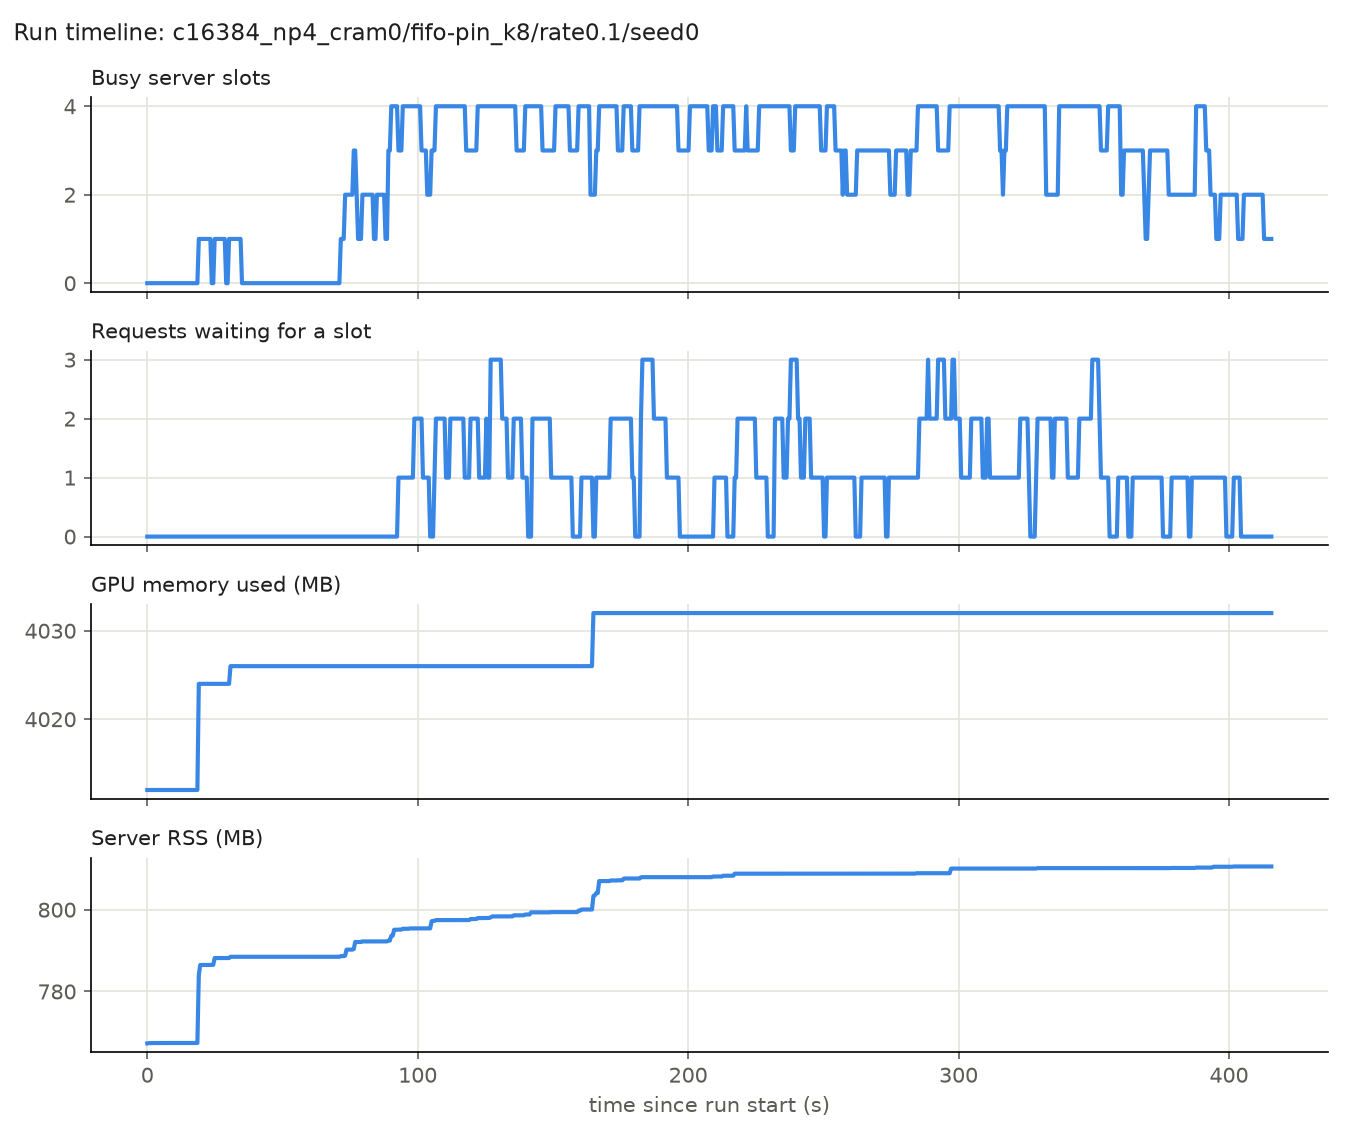 Run timeline: c16384_np4_cram0/fifo-pin_k8/rate0.1/seed0
Busy server slots
4
2
0
Requests waiting for a slot
3
2
1
0
GPU memory used (MB)
4030
4020
Server RSS (MB)
800
780
0 100 200 300 400
time since run start (s)